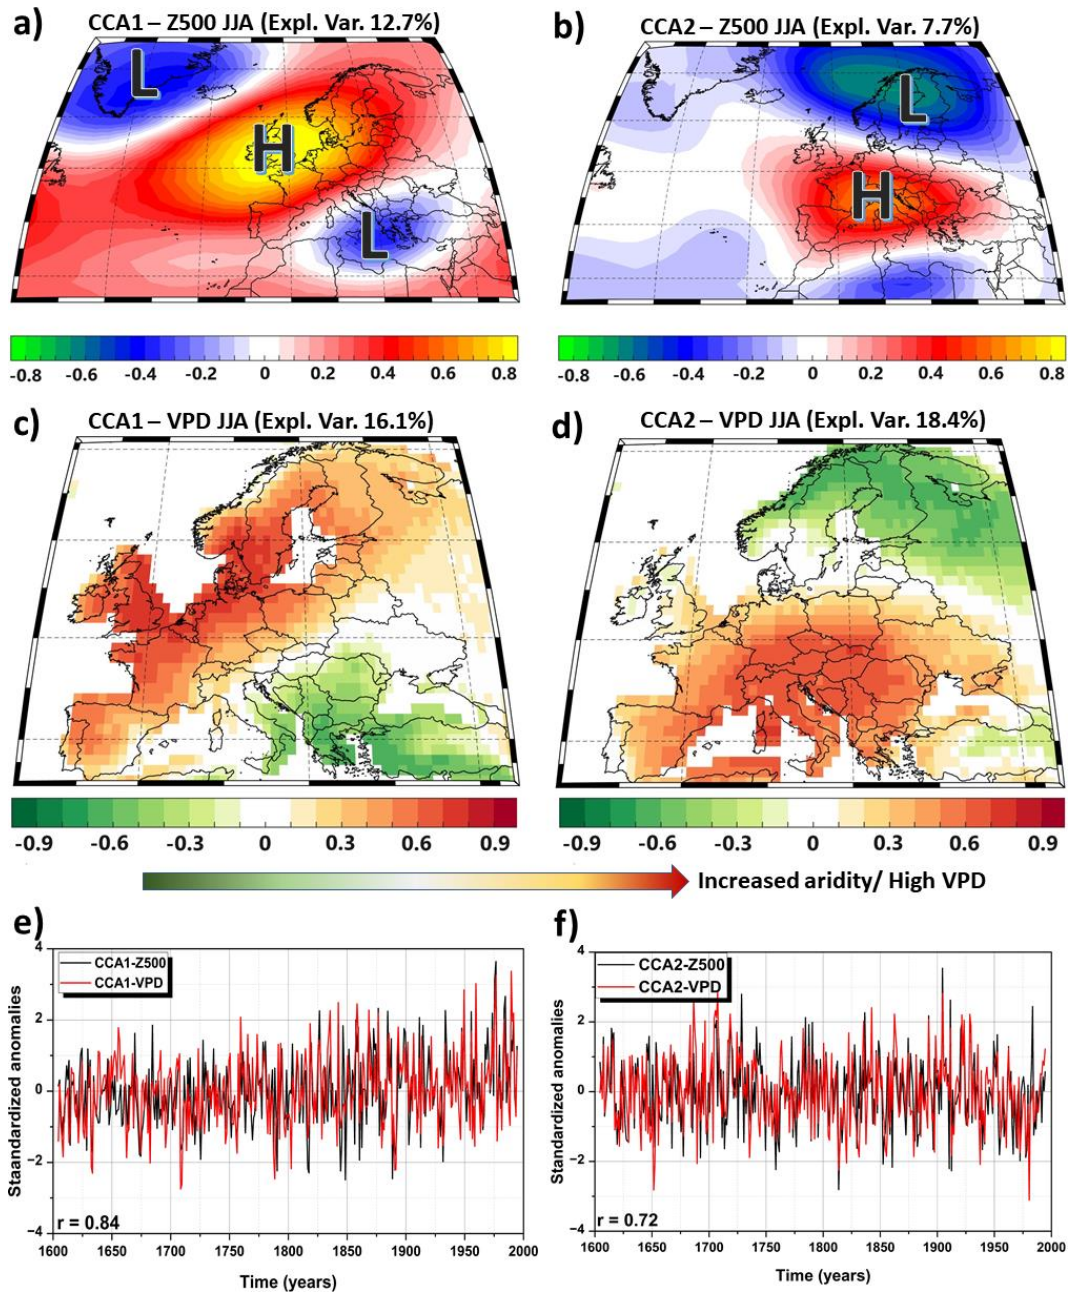 a)
CCA1 – Z500 JJA (Expl. Var. 12.7%)
L
H
L
-0.8 -0.6 -0.4 -0.2 0 0.2 0.4 0.6 0.8
b)
CCA2 – Z500 JJA (Expl. Var. 7.7%)
L
H
-0.8 -0.6 -0.4 -0.2 0 0.2 0.4 0.6 0.8
c)
CCA1 – VPD JJA (Expl. Var. 16.1%)
-0.9 -0.6 -0.3 0 0.3 0.6 0.9
d)
CCA2 – VPD JJA (Expl. Var. 18.4%)
-0.9 -0.6 -0.3 0 0.3 0.6 0.9
Increased aridity/ High VPD
e)
CCA1-Z500
CCA1-VPD
Staandardized anomalies
4
2
0
−2
−4
r = 0.84
1600 1650 1700 1750 1800 1850 1900 1950 2000
Time (years)
f)
CCA2-Z500
CCA2-VPD
Standardized anomalies
4
2
0
−2
−4
r = 0.72
1600 1650 1700 1750 1800 1850 1900 1950 2000
Time (years)